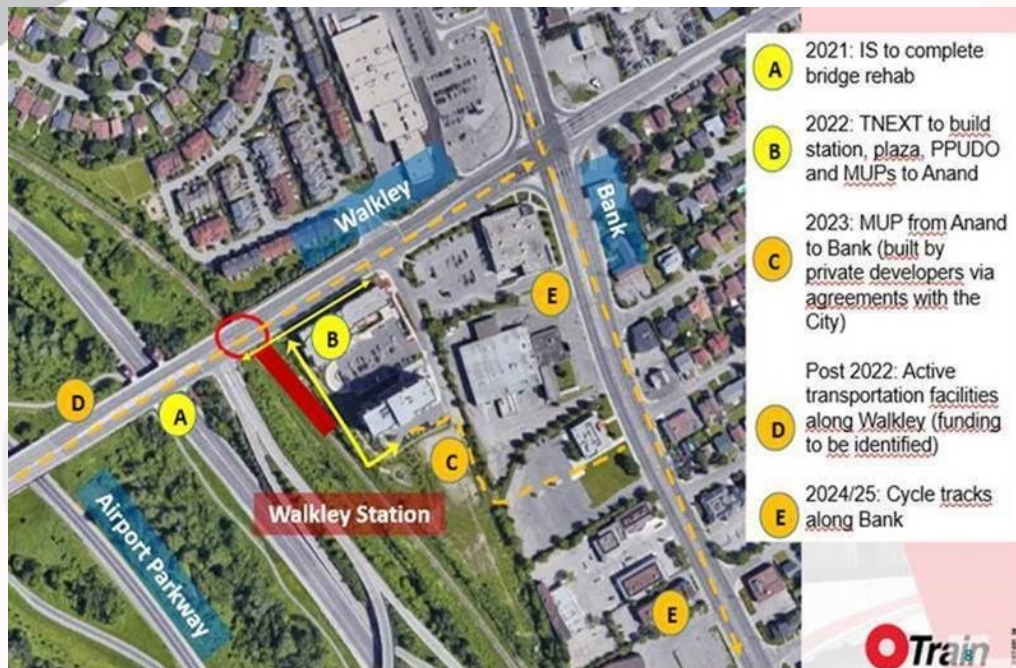 A
2021: IS to complete
bridge rehab
B
2022: TNEXT to build
station, plaza, PPUDO
and MUPs to Anand
C
2023: MUP from Anand
to Bank (built by
private developers via
agreements with the
City)
D
Post 2022: Active
transportation facilities
along Walkley (funding
to be identified)
E
2024/25: Cycle tracks
along Bank
Walkley
Bank
E
B
D
A
C
Walkley Station
Airport Parkway
E
OTrain
8